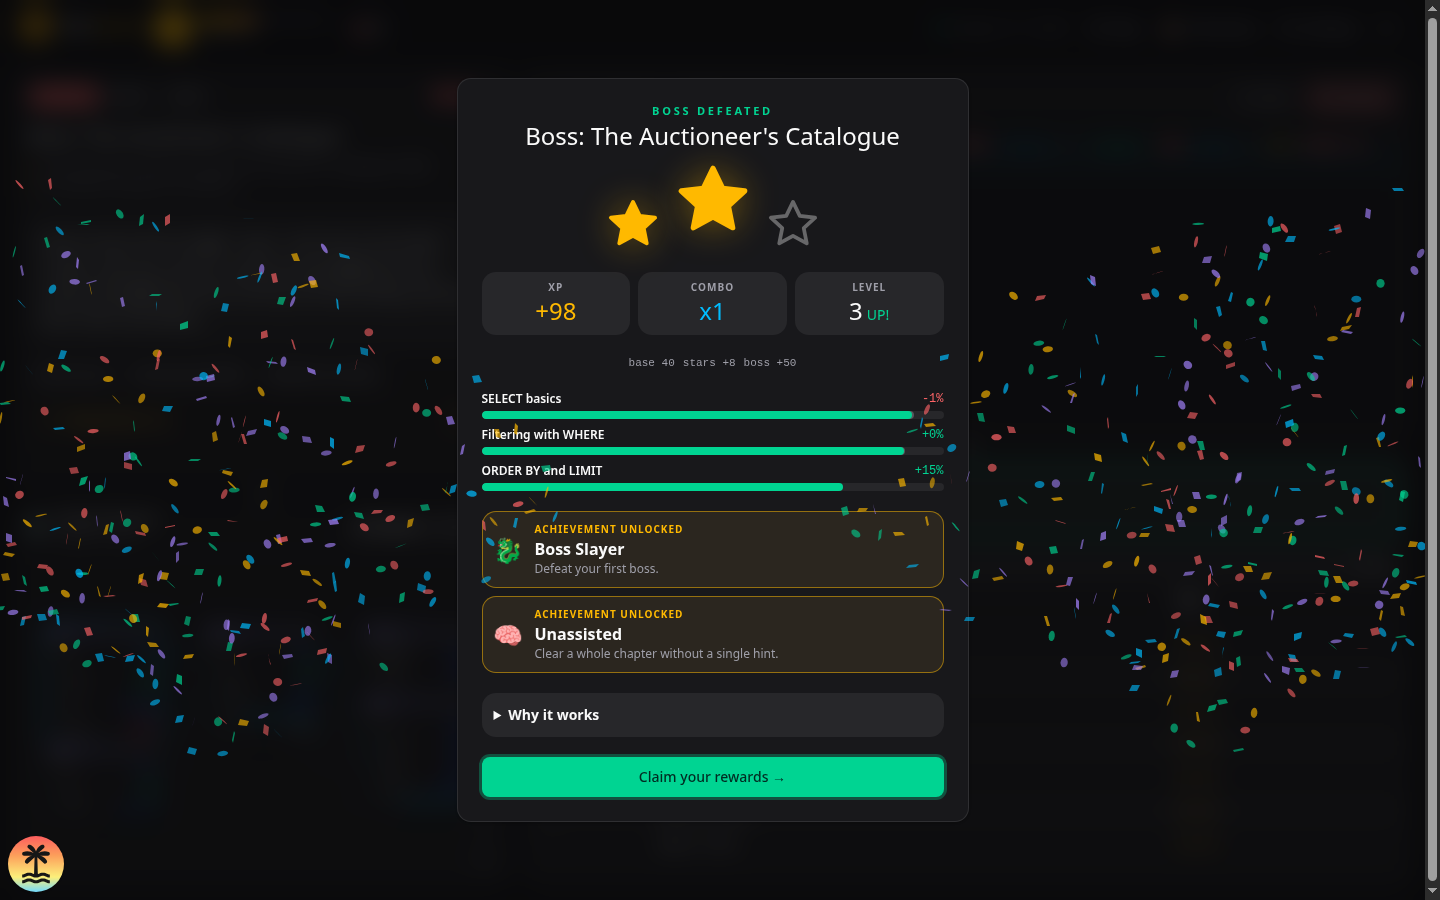 BOSS DEFEATED
Boss: The Auctioneer's Catalogue
XP
+98
COMBO
x1
LEVEL
3 UP!
base 40 stars +8 boss +50
SELECT basics
-1%
Filtering with WHERE
+0%
ORDER BY and LIMIT
+15%
ACHIEVEMENT UNLOCKED
Boss Slayer
Defeat your first boss.
ACHIEVEMENT UNLOCKED
Unassisted
Clear a whole chapter without a single hint.
▶ Why it works
Claim your rewards →